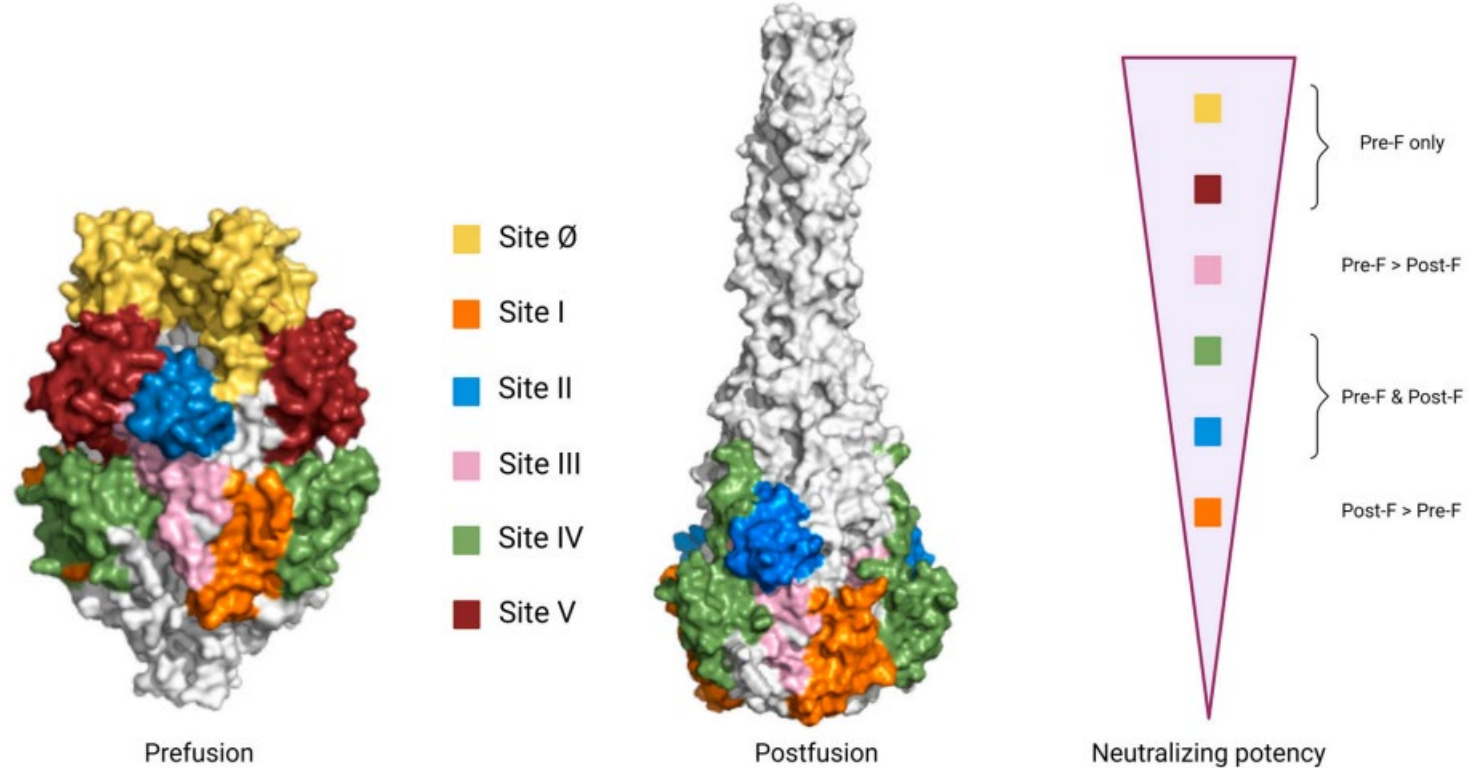 Site Ø
Site I
Site II
Site III
Site IV
Site V
Pre-F only
Pre-F > Post-F
Pre-F & Post-F
Post-F > Pre-F
Prefusion
Postfusion
Neutralizing potency